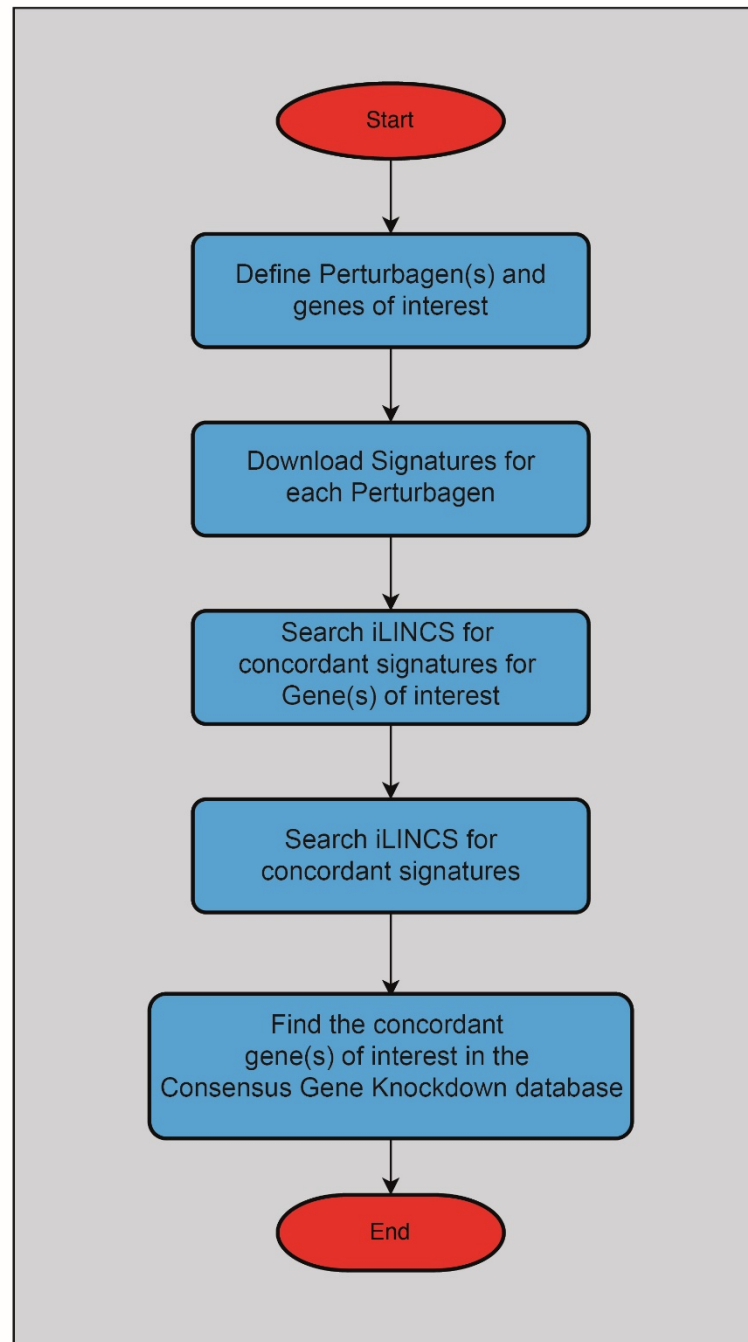 Start
Define Perturbagen(s) and
genes of interest
Download Signatures for
each Perturbagen
Search iLINCS for
concordant signatures for
Gene(s) of interest
Search iLINCS for
concordant signatures
Find the concordant
gene(s) of interest in the
Consensus Gene Knockdown database
End